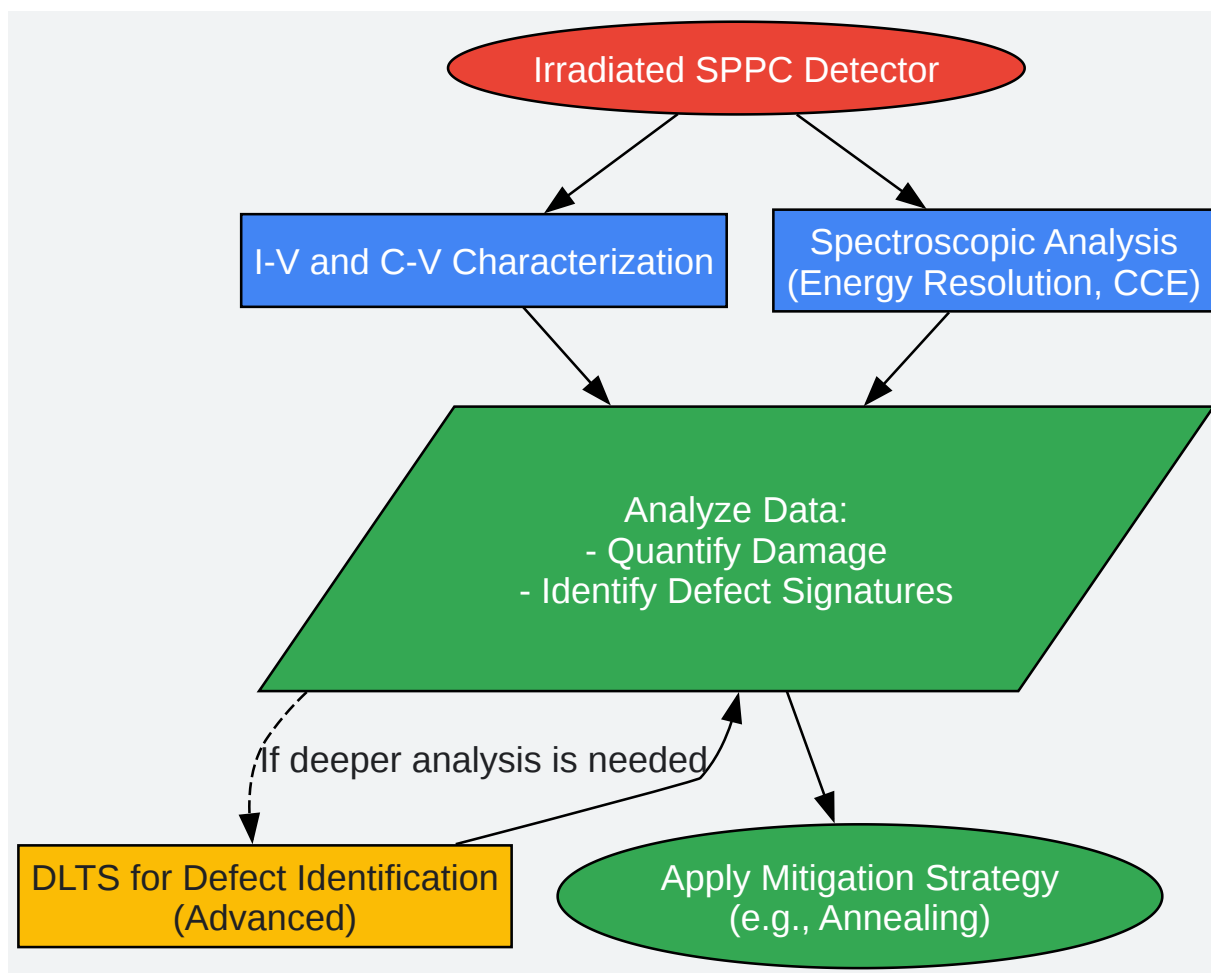 Irradiated SPPC Detector
I-V and C-V Characterization
Spectroscopic Analysis
(Energy Resolution, CCE)
Analyze Data:
- Quantify Damage
- Identify Defect Signatures
If deeper analysis is needed
DLTS for Defect Identification
(Advanced)
Apply Mitigation Strategy
(e.g., Annealing)